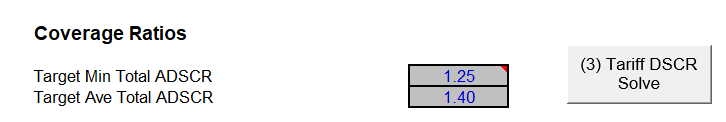 Coverage Ratios
Target Min Total ADSCR 1.25
Target Ave Total ADSCR 1.40
(3) Tariff DSCR
Solve